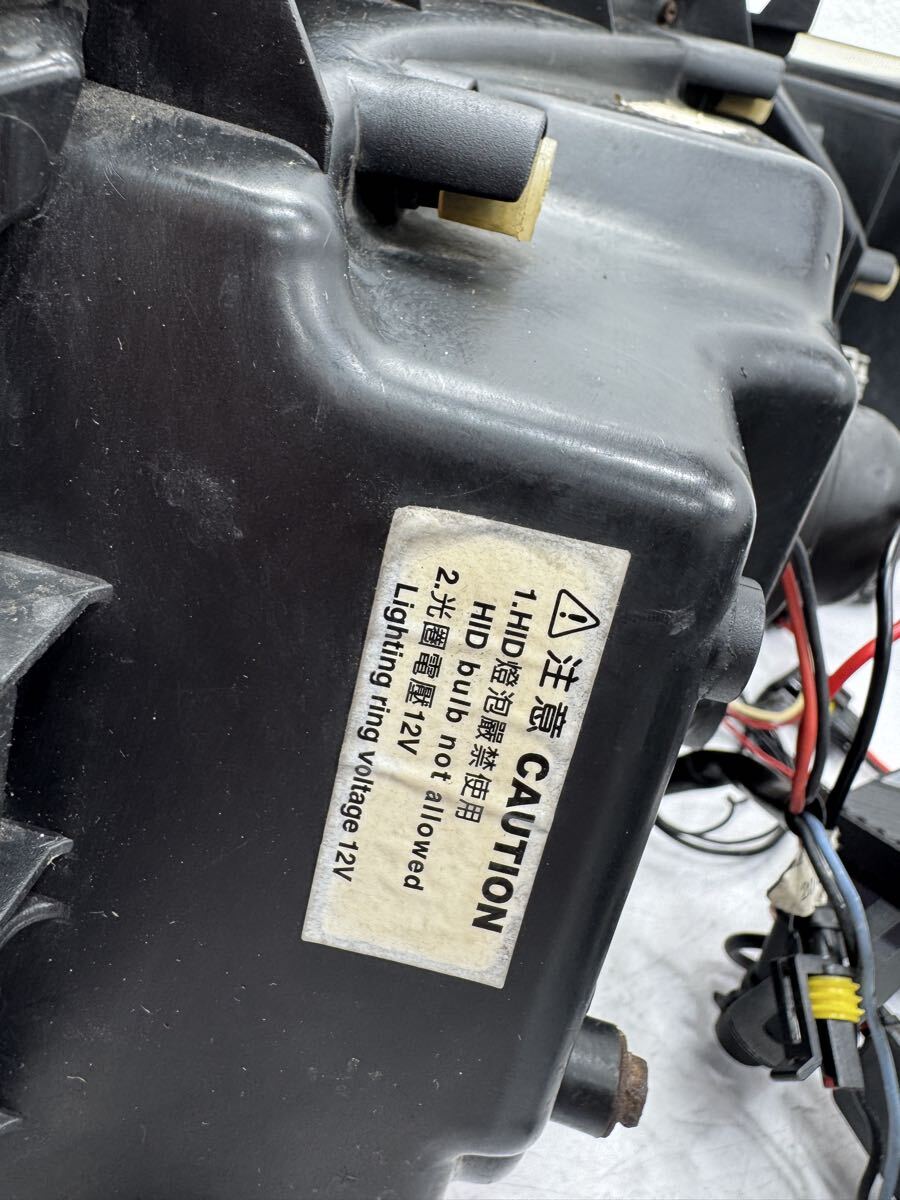 ⚠ 注意 CAUTION
1.HID燈泡嚴禁使用
HID bulb not allowed
2.光圈電壓12V
Lighting ring voltage 12V